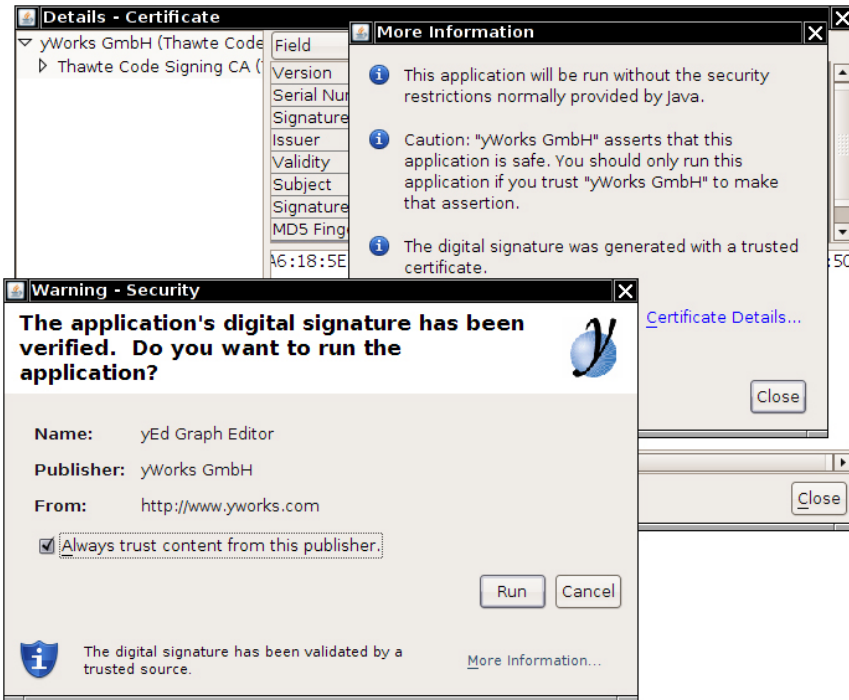 Details - Certificate
yWorks GmbH (Thawte Code
Thawte Code Signing CA (
Field
Version
Serial Nu
Signature
Issuer
Validity
Subject
Signature
MD5 Fing
A6:18:5E
:50
Close
More Information
This application will be run without the security
restrictions normally provided by Java.
Caution: "yWorks GmbH" asserts that this
application is safe. You should only run this
application if you trust "yWorks GmbH" to make
that assertion.
The digital signature was generated with a trusted
certificate.
Certificate Details...
Close
Warning - Security
The application's digital signature has been
verified. Do you want to run the
application?
Name: yEd Graph Editor
Publisher: yWorks GmbH
From: http://www.yworks.com
Always trust content from this publisher.
Run Cancel
The digital signature has been validated by a
trusted source.
More Information...